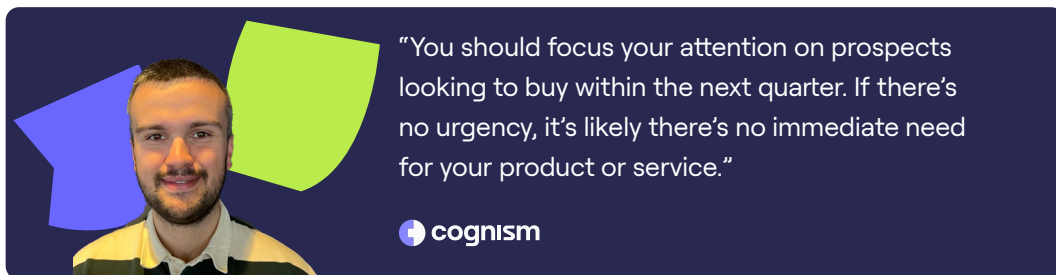 “You should focus your attention on prospects
looking to buy within the next quarter. If there’s
no urgency, it’s likely there’s no immediate need
for your product or service.”
cognism